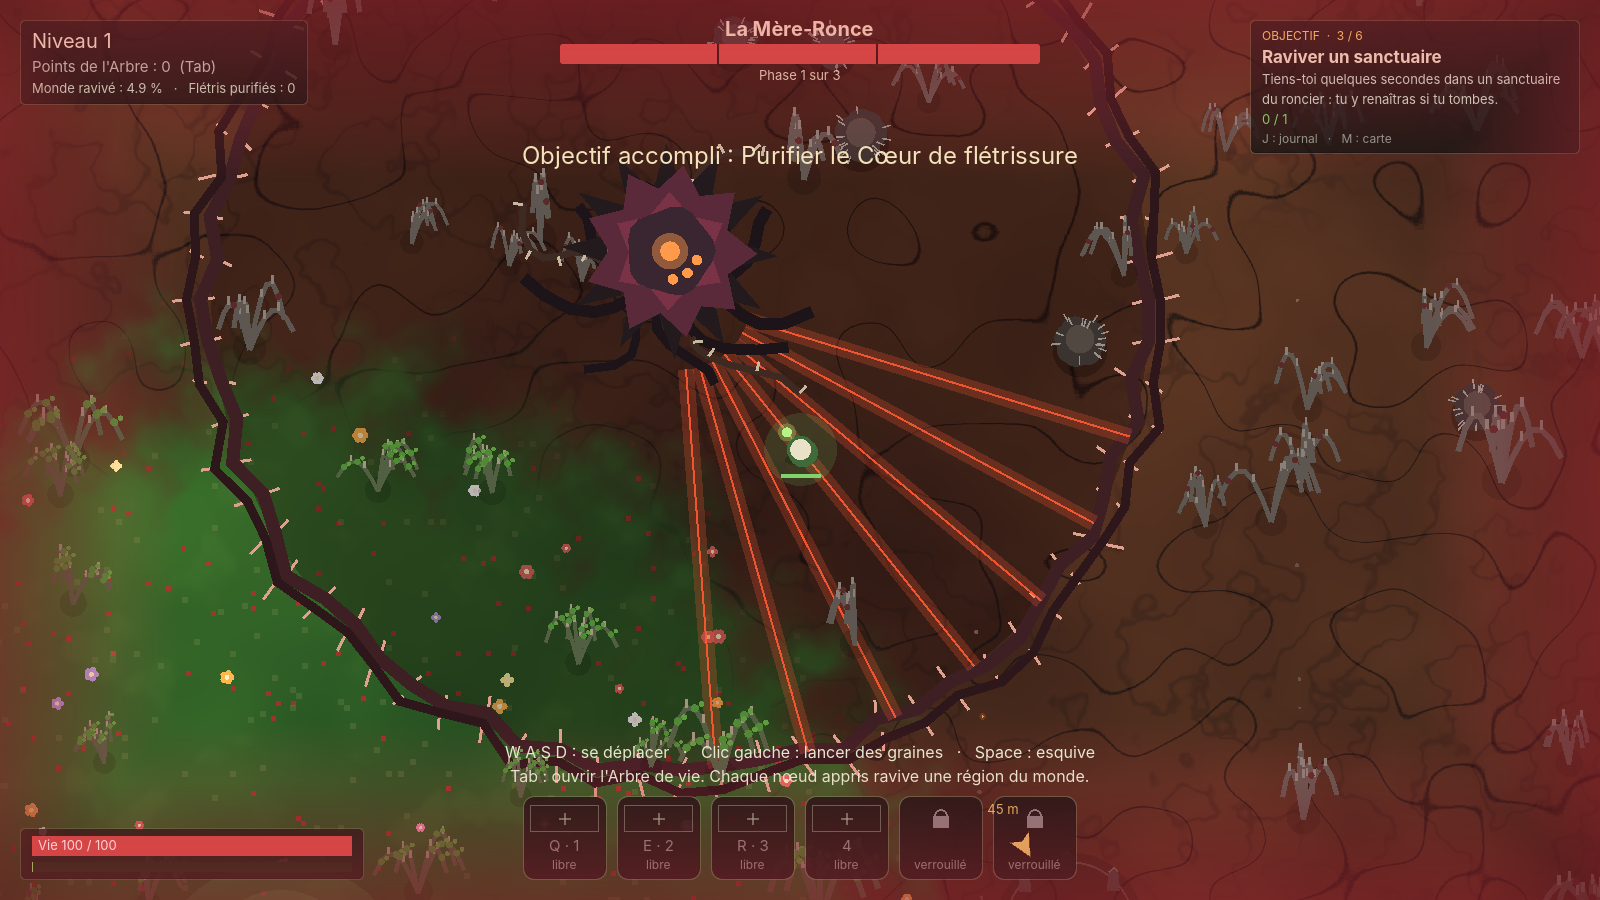 Niveau 1
Points de l'Arbre : 0 (Tab)
Monde ravivé : 4.9 % · Flétris purifiés : 0
La Mère-Ronce
Phase 1 sur 3
OBJECTIF · 3 / 6
Raviver un sanctuaire
Tiens-toi quelques secondes dans un sanctuaire
du roncier : tu y renaîtras si tu tombes.
0 / 1
J : journal · M : carte
Objectif accompli : Purifier le Cœur de flétrissure
W A S D : se déplacer · Clic gauche : lancer des graines · Space : esquive
Tab : ouvrir l'Arbre de vie. Chaque nœud appris ravive une région du monde.
Vie 100 / 100
Q · 1
libre
E · 2
libre
R · 3
libre
4
libre
verrouillé
45 m
verrouillé